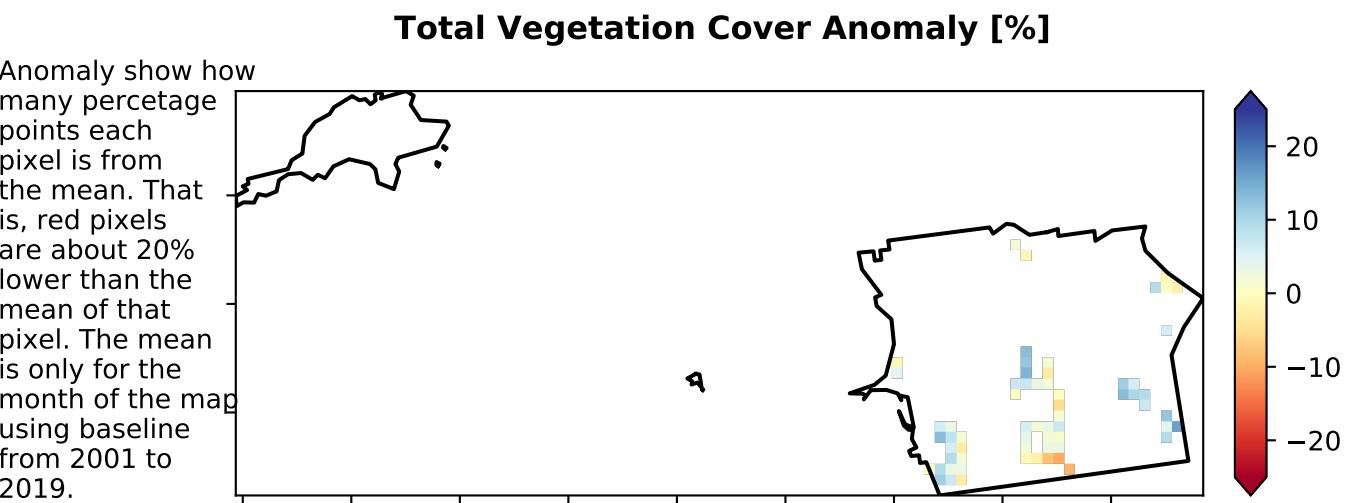 Total Vegetation Cover Anomaly [%]
Anomaly show how
many percetage
points each
pixel is from
the mean. That
is, red pixels
are about 20%
lower than the
mean of that
pixel. The mean
is only for the
month of the map
using baseline
from 2001 to
2019.
20
10
0
−10
−20